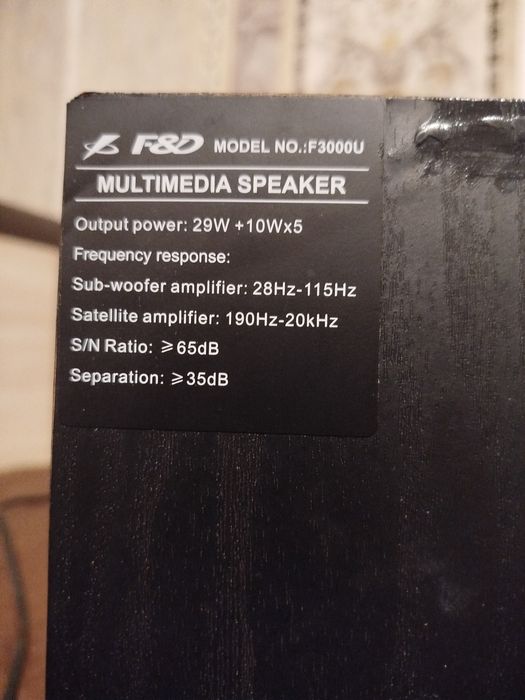 F&D MODEL NO.:F3000U
MULTIMEDIA SPEAKER
Output power: 29W +10Wx5
Frequency response:
Sub-woofer amplifier: 28Hz-115Hz
Satellite amplifier: 190Hz-20kHz
S/N Ratio: ⩾65dB
Separation: ⩾35dB